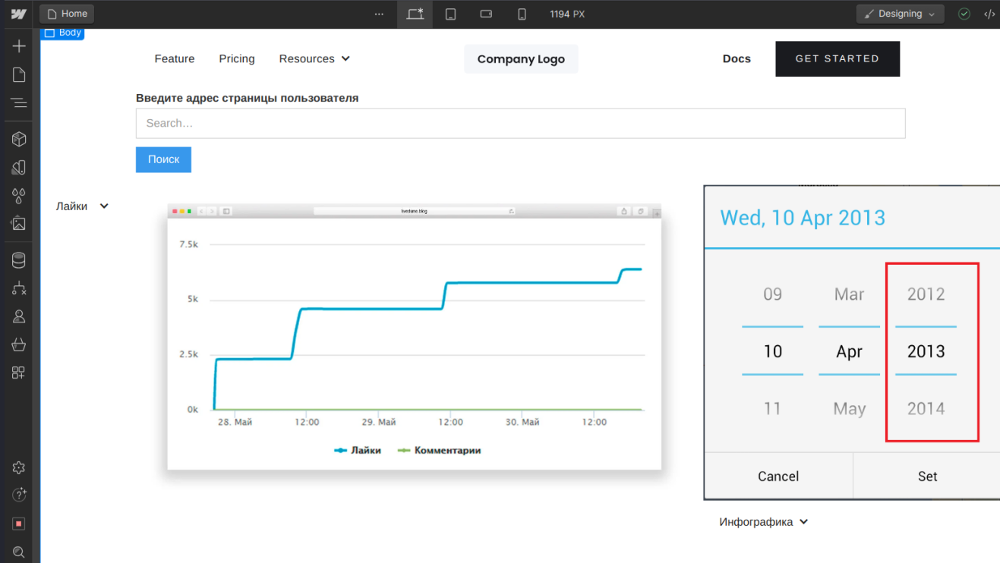 Home
1194 PX
Designing
Body
Feature Pricing Resources
Company Logo
Docs
GET STARTED
Введите адрес страницы пользователя
Search…
Поиск
Лайки
livedune.blog
7.5k
5k
2.5k
0k
28. Май 12:00 29. Май 12:00 30. Май 12:00
Лайки Комментарии
Wed, 10 Apr 2013
09 Mar 2012
10 Apr 2013
11 May 2014
Cancel Set
Инфографика